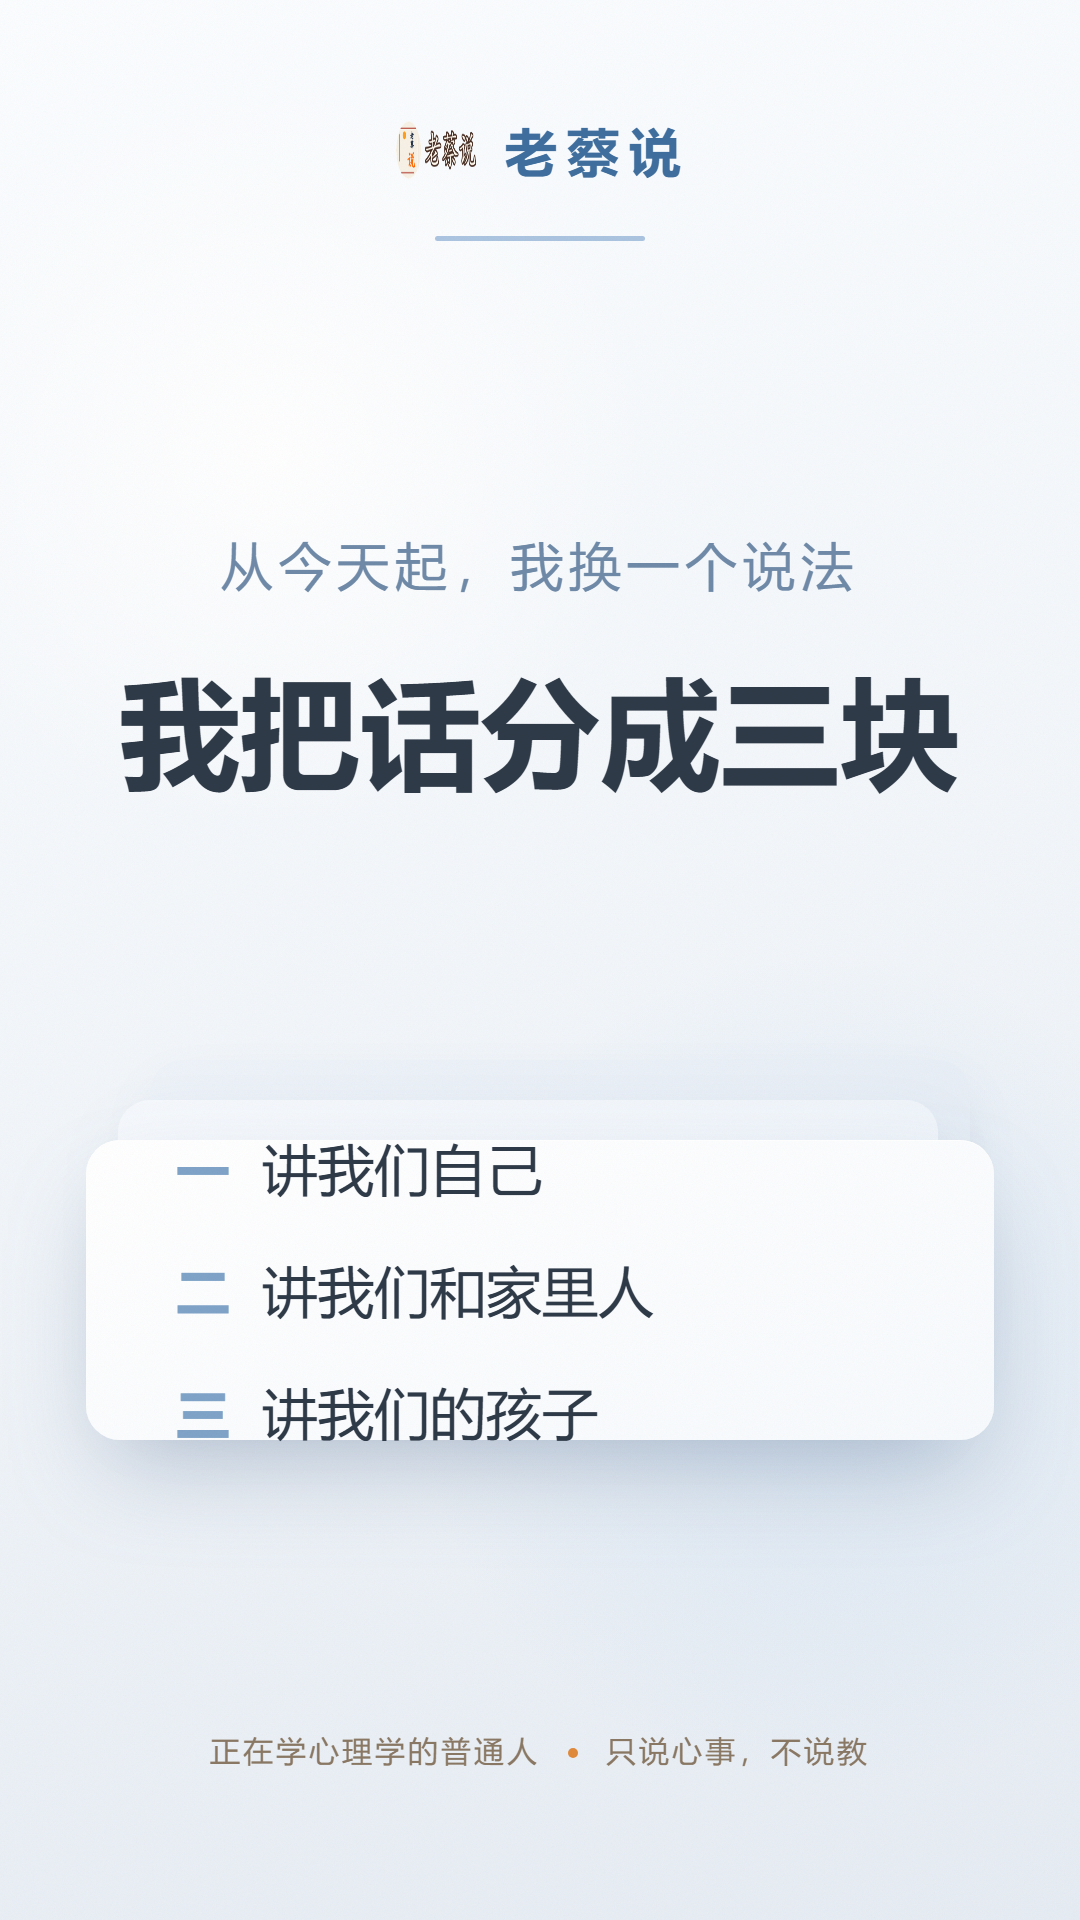 老蔡说 老蔡说 老蔡说
从今天起，我换一个说法
我把话分成三块
一 讲我们自己
二 讲我们和家里人
三 讲我们的孩子
正在学心理学的普通人 • 只说心事，不说教